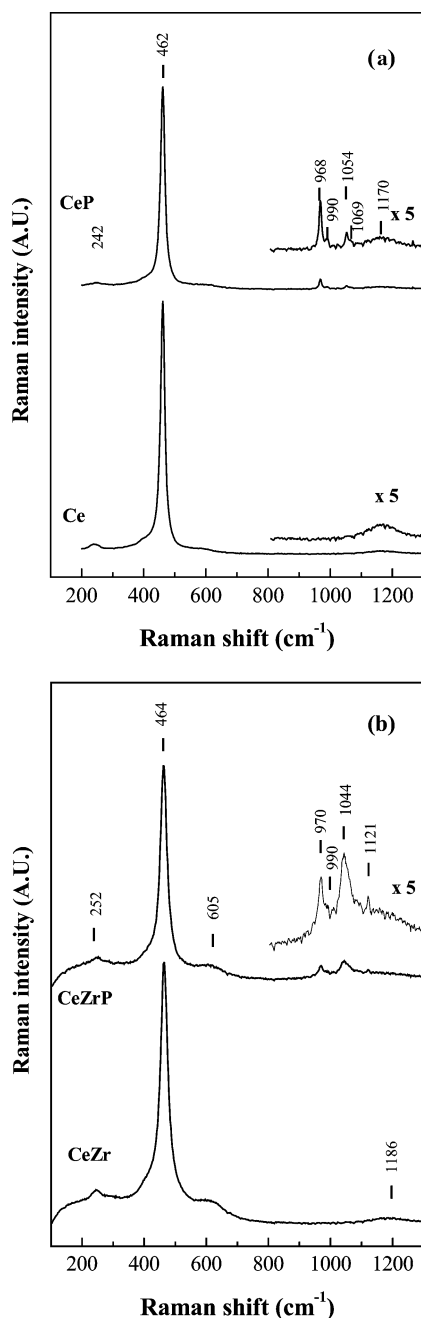 462
(a)
968
990
1054
1069
1170
x 5
CeP
242
Raman intensity (A.U.)
x 5
Ce
200 400 600 800 1000 1200
Raman shift (cm-1)
464
(b)
970
990
1044
1121
x 5
252
605
Raman intensity (A.U.)
CeZrP
CeZr
1186
200 400 600 800 1000 1200
Raman shift (cm-1)